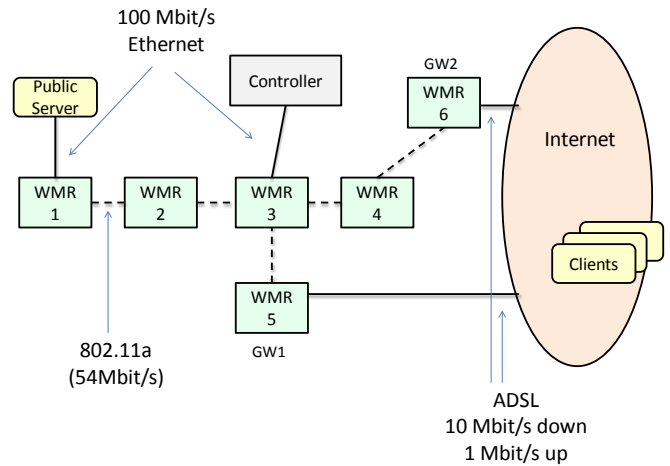 100 Mbit/s
Ethernet
Public
Server
Controller
GW2
WMR
6
Internet
WMR
1
WMR
2
WMR
3
WMR
4
Clients
WMR
5
GW1
802.11a
(54Mbit/s)
ADSL
10 Mbit/s down
1 Mbit/s up